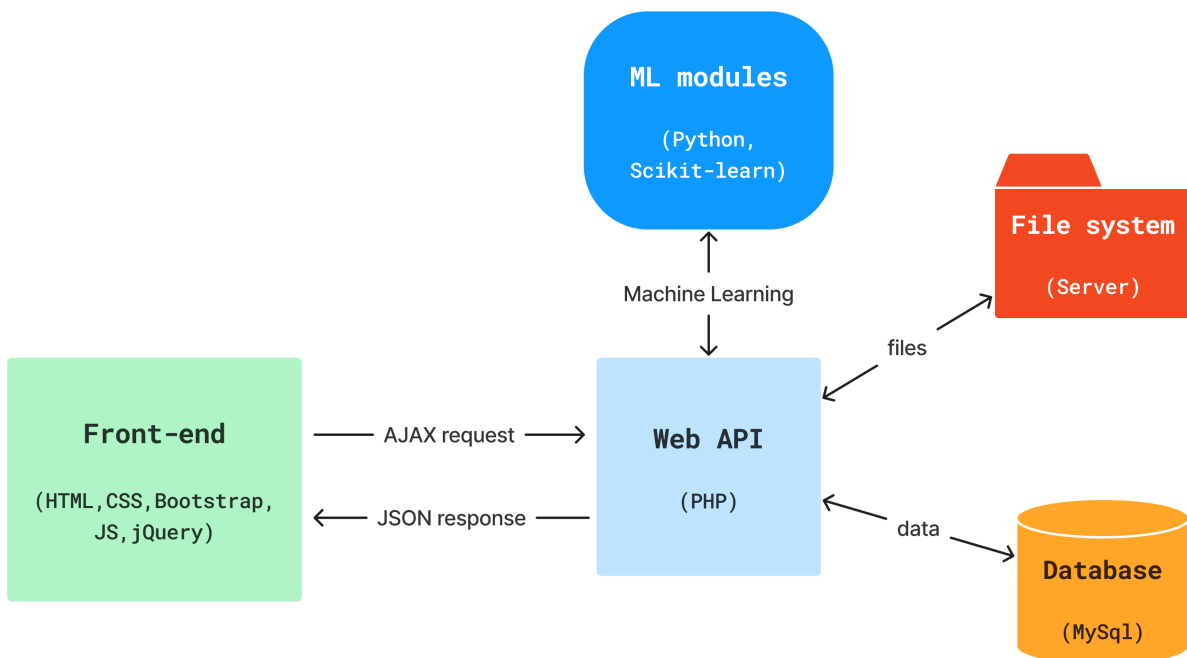 ML modules
(Python,
Scikit-learn)
File system
(Server)
Machine Learning
files
Front-end
(HTML,CSS,Bootstrap,
JS,jQuery)
AJAX request
JSON response
Web API
(PHP)
data
Database
(MySql)